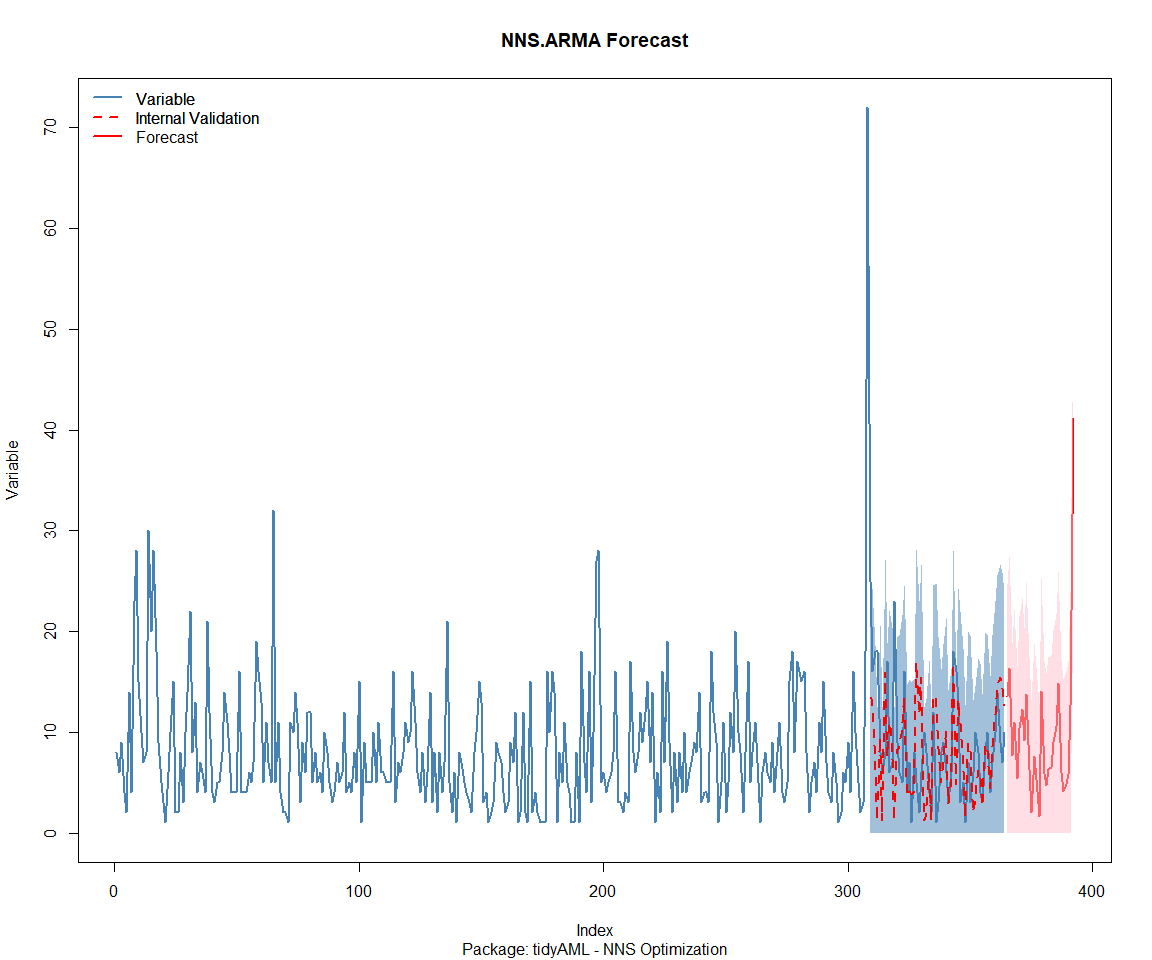 NNS.ARMA Forecast
Variable
Internal Validation
Forecast
70
60
50
40
30
20
10
0
Variable
0 100 200 300 400
Index
Package: tidyAML - NNS Optimization